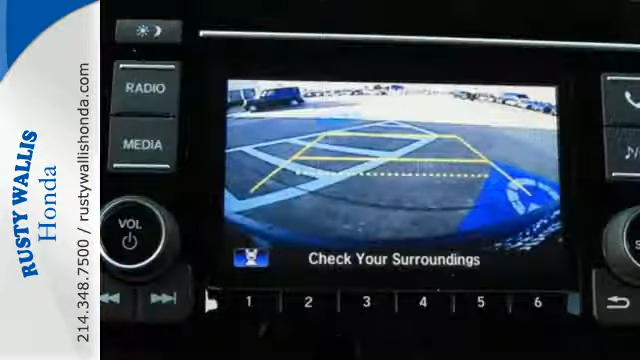 RUSTY WALLIS
Honda
214.348.7500 / rustywallishonda.com
RADIO
MEDIA
VOL
Check Your Surroundings
1 2 3 4 5 6